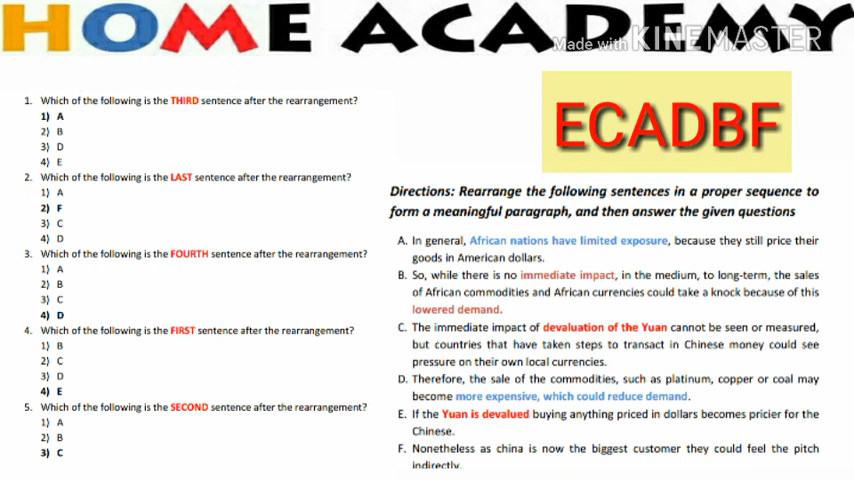 HOME ACADEMY
Made with KINEMASTER
1. Which of the following is the THIRD sentence after the rearrangement?
1) A
2) B
3) D
4) E
2. Which of the following is the LAST sentence after the rearrangement?
1) A
2) F
3) C
4) D
3. Which of the following is the FOURTH sentence after the rearrangement?
1) A
2) B
3) C
4) D
4. Which of the following is the FIRST sentence after the rearrangement?
1) B
2) C
3) D
4) E
5. Which of the following is the SECOND sentence after the rearrangement?
1) A
2) B
3) C
ECADBF
Directions: Rearrange the following sentences in a proper sequence to
form a meaningful paragraph, and then answer the given questions
A. In general, African nations have limited exposure, because they still price their
goods in American dollars.
B. So, while there is no immediate impact, in the medium, to long-term, the sales
of African commodities and African currencies could take a knock because of this
lowered demand.
C. The immediate impact of devaluation of the Yuan cannot be seen or measured,
but countries that have taken steps to transact in Chinese money could see
pressure on their own local currencies.
D. Therefore, the sale of the commodities, such as platinum, copper or coal may
become more expensive, which could reduce demand.
E. If the Yuan is devalued buying anything priced in dollars becomes pricier for the
Chinese.
F. Nonetheless as china is now the biggest customer they could feel the pitch
indirectly.